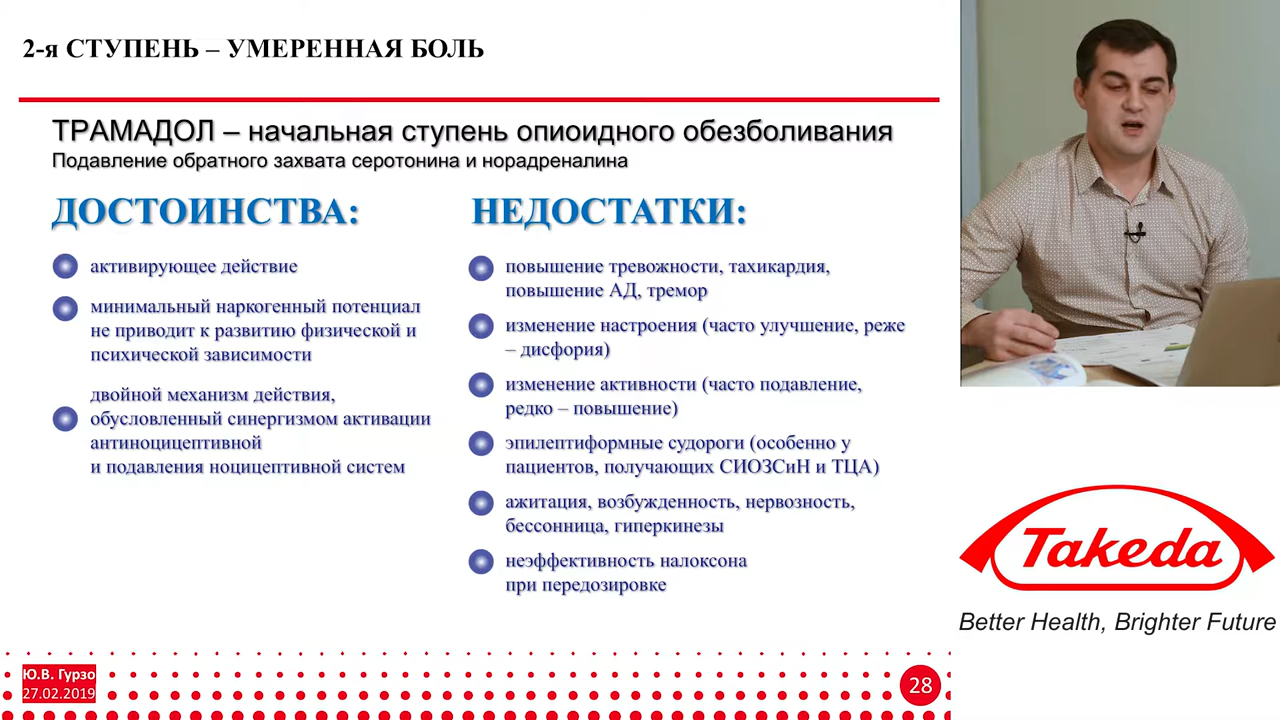 2-я СТУПЕНЬ – УМЕРЕННАЯ БОЛЬ
ТРАМАДОЛ – начальная ступень опиоидного обезболивания
Подавление обратного захвата серотонина и норадреналина
ДОСТОИНСТВА:
активирующее действие
минимальный наркогенный потенциал
не приводит к развитию физической и
психической зависимости
двойной механизм действия,
обусловленный синергизмом активации
антиноцицептивной
и подавления ноцицептивной систем
НЕДОСТАТКИ:
повышение тревожности, тахикардия,
повышение АД, тремор
изменение настроения (часто улучшение, реже
– дисфория)
изменение активности (часто подавление,
редко – повышение)
эпилептиформные судороги (особенно у
пациентов, получающих СИОЗСиН и ТЦА)
ажитация, возбужденность, нервозность,
бессонница, гиперкинезы
неэффективность налоксона
при передозировке
Takeda
Better Health, Brighter Future
Ю.В. Гурзо
27.02.2019
28